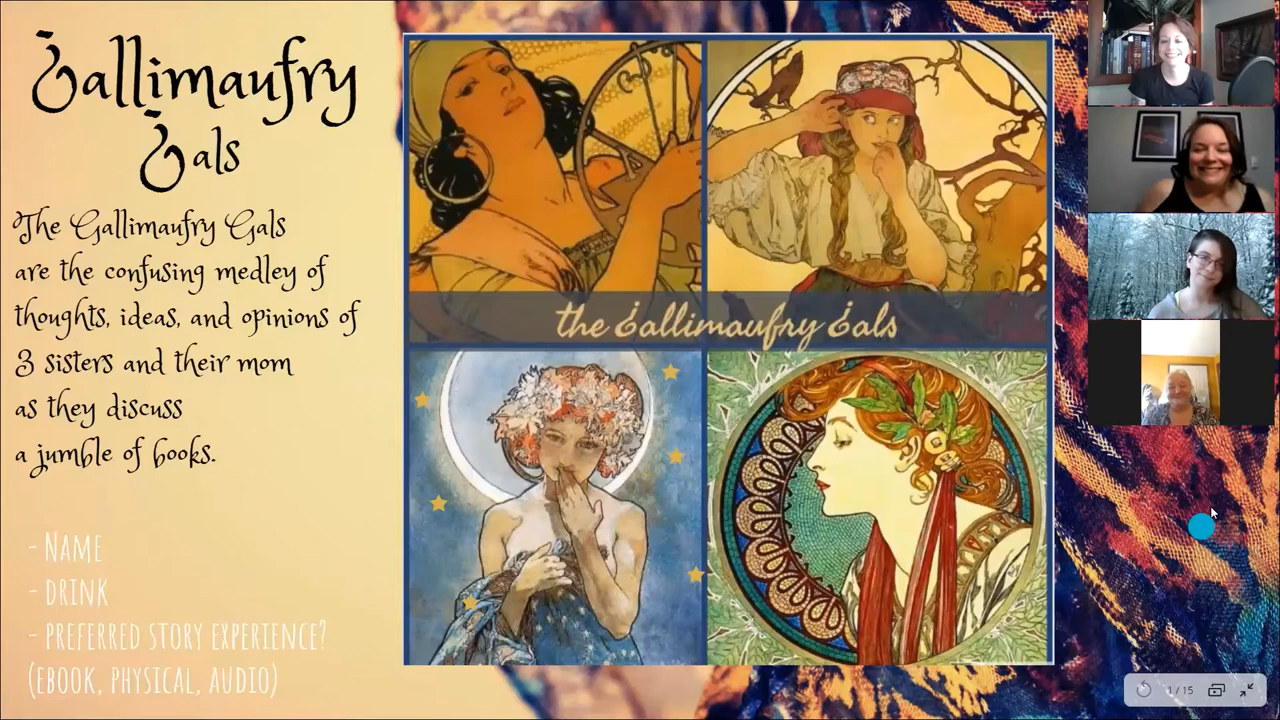 Gallimaufry
Gals
The Gallimaufry Gals
are the confusing medley of
thoughts, ideas, and opinions of
3 sisters and their mom
as they discuss
a jumble of books.
- NAME
- DRINK
- PREFERRED STORY EXPERIENCE?
(EBOOK, PHYSICAL, AUDIO)
the Gallimaufry Gals
1 / 15